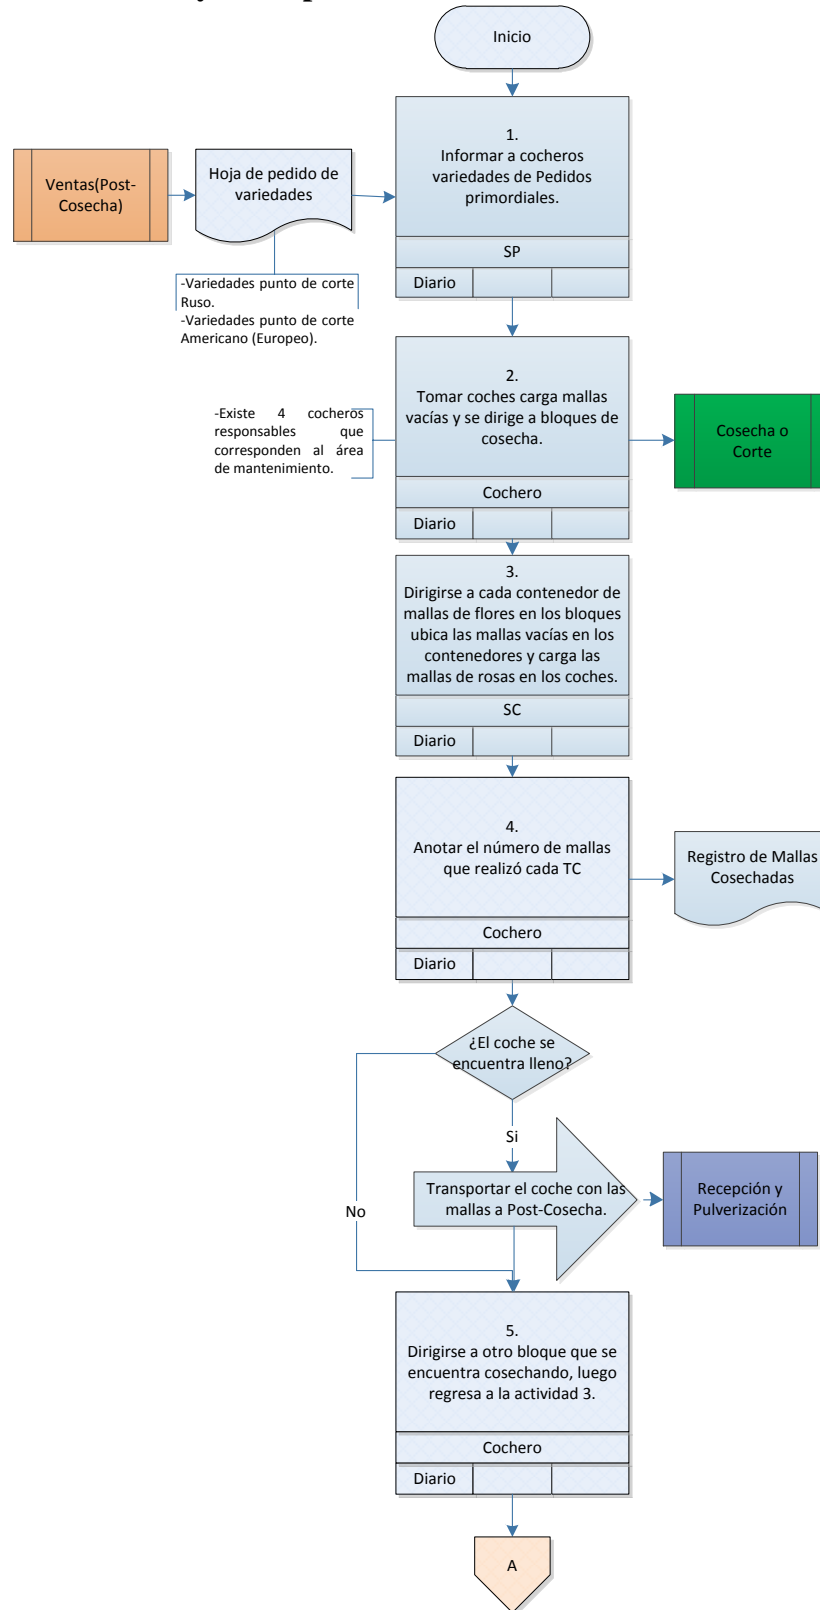 Inicio
1.
Informar a cocheros
variedades de Pedidos
primordiales.
SP
Diario
Ventas(Post-
Cosecha)
Hoja de pedido de
variedades
-Variedades punto de corte
Ruso.
-Variedades punto de corte
Americano (Europeo).
2.
Tomar coches carga mallas
vacías y se dirige a bloques de
cosecha.
Cochero
Diario
-Existe 4 cocheros
responsables que
corresponden al área
de mantenimiento.
Cosecha o
Corte
3.
Dirigirse a cada contenedor de
mallas de flores en los bloques
ubica las mallas vacías en los
contenedores y carga las
mallas de rosas en los coches.
SC
Diario
4.
Anotar el número de mallas
que realizó cada TC
Cochero
Diario
Registro de Mallas
Cosechadas
¿El coche se
encuentra lleno?
Si
No
Transportar el coche con las
mallas a Post-Cosecha.
Recepción y
Pulverización
5.
Dirigirse a otro bloque que se
encuentra cosechando, luego
regresa a la actividad 3.
Cochero
Diario
A